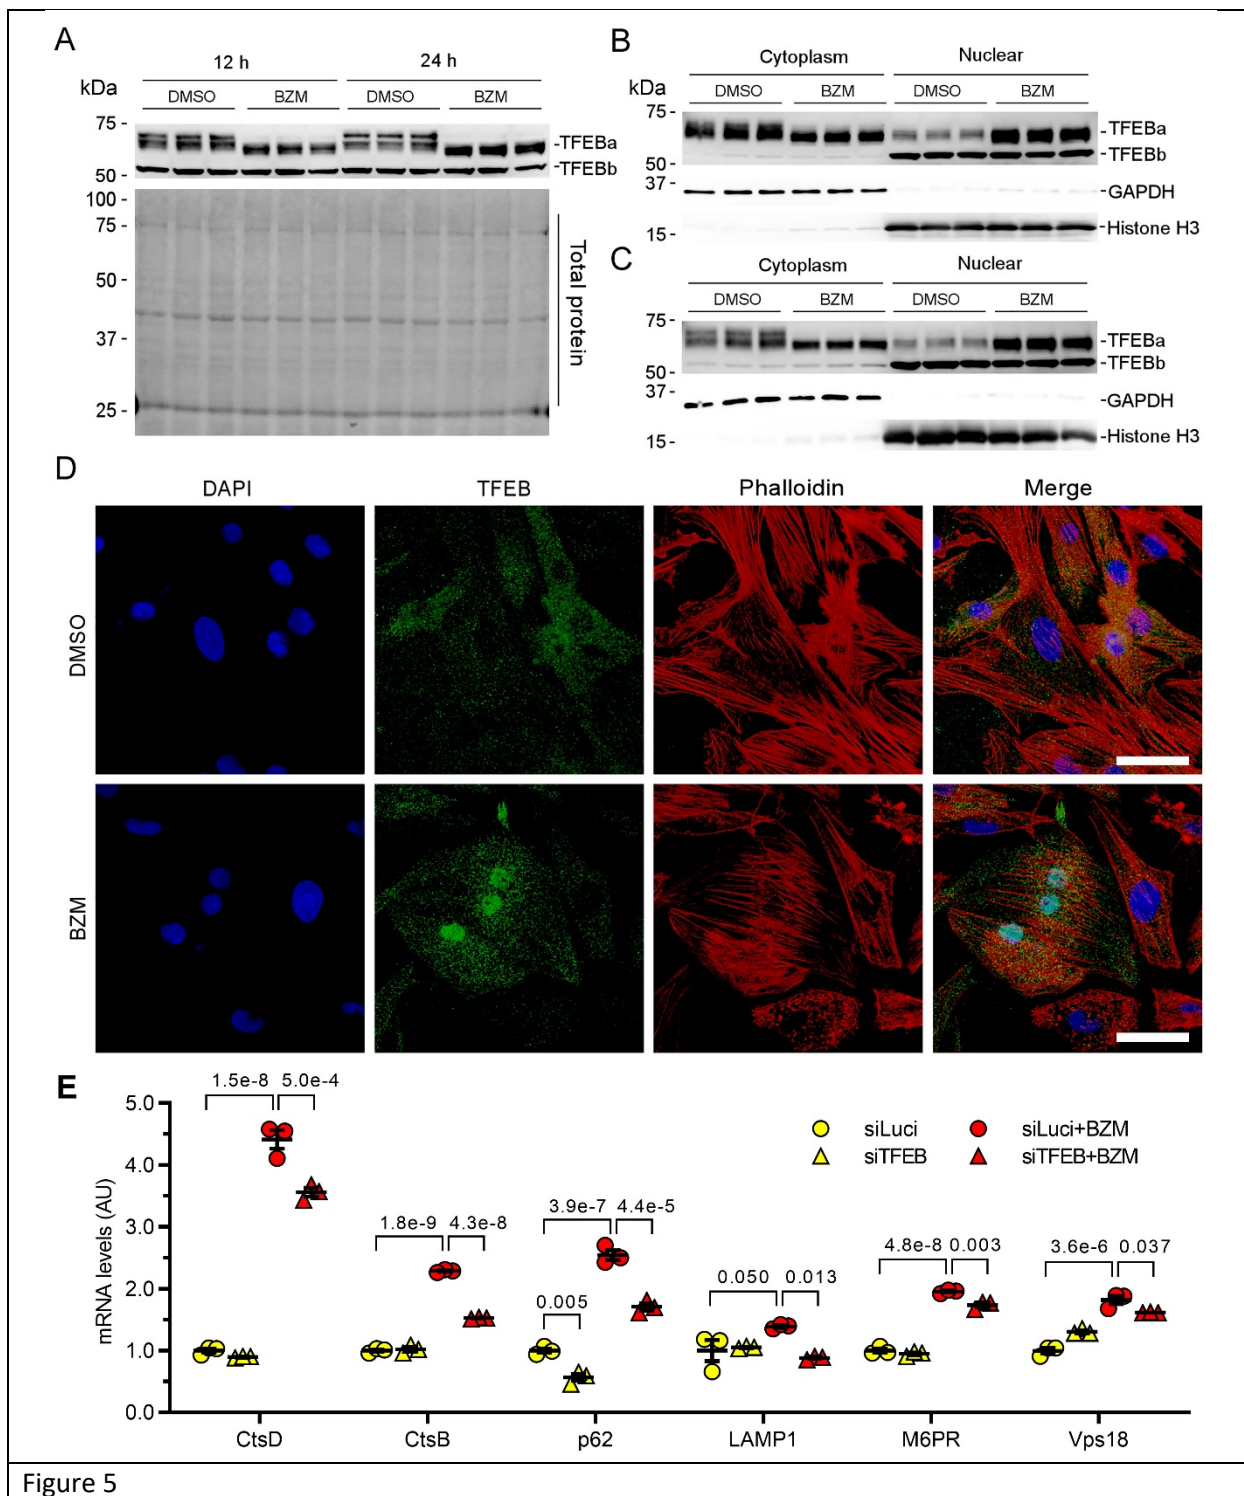 A
12 h
24 h
kDa
DMSO
BZM
DMSO
BZM
75 -
-TFEBa
-TFEBb
50 -
100 -
75 -
50 -
37 -
25 -
Total protein
B
Cytoplasm
Nuclear
kDa
DMSO
BZM
DMSO
BZM
75-
-TFEBa
-TFEBb
50 -
37 -
-GAPDH
-Histone H3
15-
C
Cytoplasm
Nuclear
DMSO
BZM
DMSO
BZM
75-
-TFEBa
-TFEBb
50 -
37 -
-GAPDH
-Histone H3
15-
D
DAPI
TFEB
Phalloidin
Merge
DMSO
BZM
E
mRNA levels (AU)
5.0
4.0
3.0
2.0
1.0
0.0
1.5e-8
5.0e-4
1.8e-9
4.3e-8
3.9e-7
4.4e-5
0.005
0.050
0.013
4.8e-8
0.003
3.6e-6
0.037
siLuci
siLuci+BZM
siTFEB
siTFEB+BZM
CtsD
CtsB
p62
LAMP1
M6PR
Vps18
Figure 5